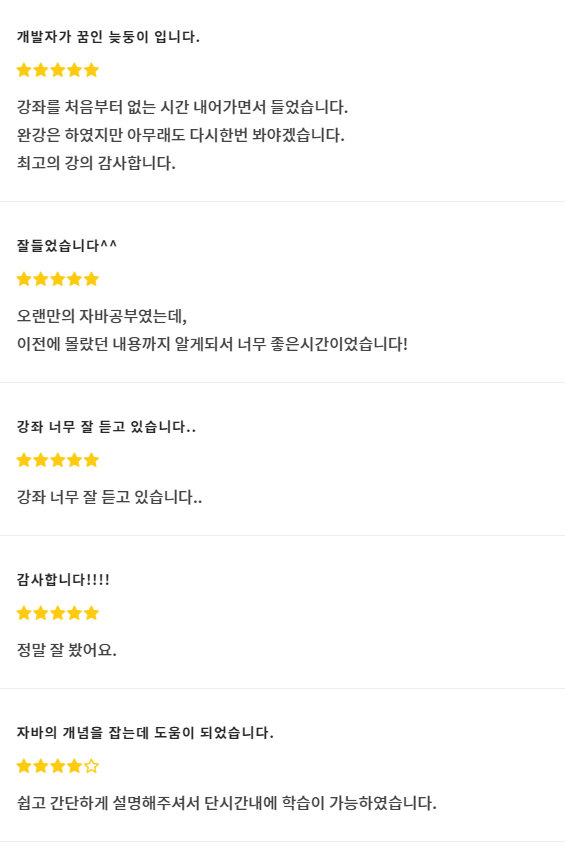 개발자가 꿈인 늦둥이 입니다.
강좌를 처음부터 없는 시간 내어가면서 들었습니다.
완강은 하였지만 아무래도 다시한번 봐야겠습니다.
최고의 강의 감사합니다.
잘들었습니다^^
오랜만의 자바공부였는데,
이전에 몰랐던 내용까지 알게되서 너무 좋은시간이었습니다!
강좌 너무 잘 듣고 있습니다..
강좌 너무 잘 듣고 있습니다..
감사합니다!!!!
정말 잘 봤어요.
자바의 개념을 잡는데 도움이 되었습니다.
쉽고 간단하게 설명해주셔서 단시간내에 학습이 가능하였습니다.